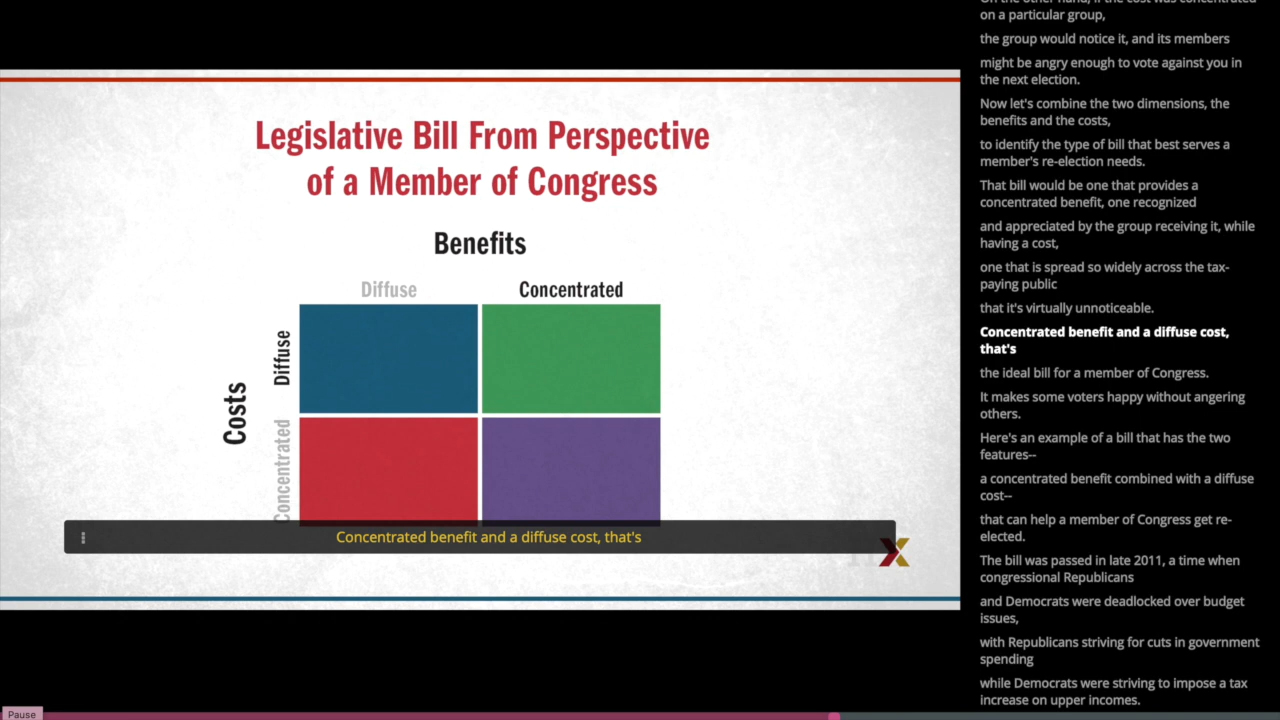 Legislative Bill From Perspective
of a Member of Congress
Benefits
Diffuse
Concentrated
Costs
Diffuse
Concentrated
Concentrated benefit and a diffuse cost, that's
X
Pause
On the other hand, if the cost was concentrated
on a particular group,
the group would notice it, and its members
might be angry enough to vote against you in
the next election.
Now let's combine the two dimensions, the
benefits and the costs,
to identify the type of bill that best serves a
member's re-election needs.
That bill would be one that provides a
concentrated benefit, one recognized
and appreciated by the group receiving it, while
having a cost,
one that is spread so widely across the tax-
paying public
that it's virtually unnoticeable.
Concentrated benefit and a diffuse cost,
that's
the ideal bill for a member of Congress.
It makes some voters happy without angering
others.
Here's an example of a bill that has the two
features--
a concentrated benefit combined with a diffuse
cost--
that can help a member of Congress get re-
elected.
The bill was passed in late 2011, a time when
congressional Republicans
and Democrats were deadlocked over budget
issues,
with Republicans striving for cuts in government
spending
while Democrats were striving to impose a tax
increase on upper incomes.